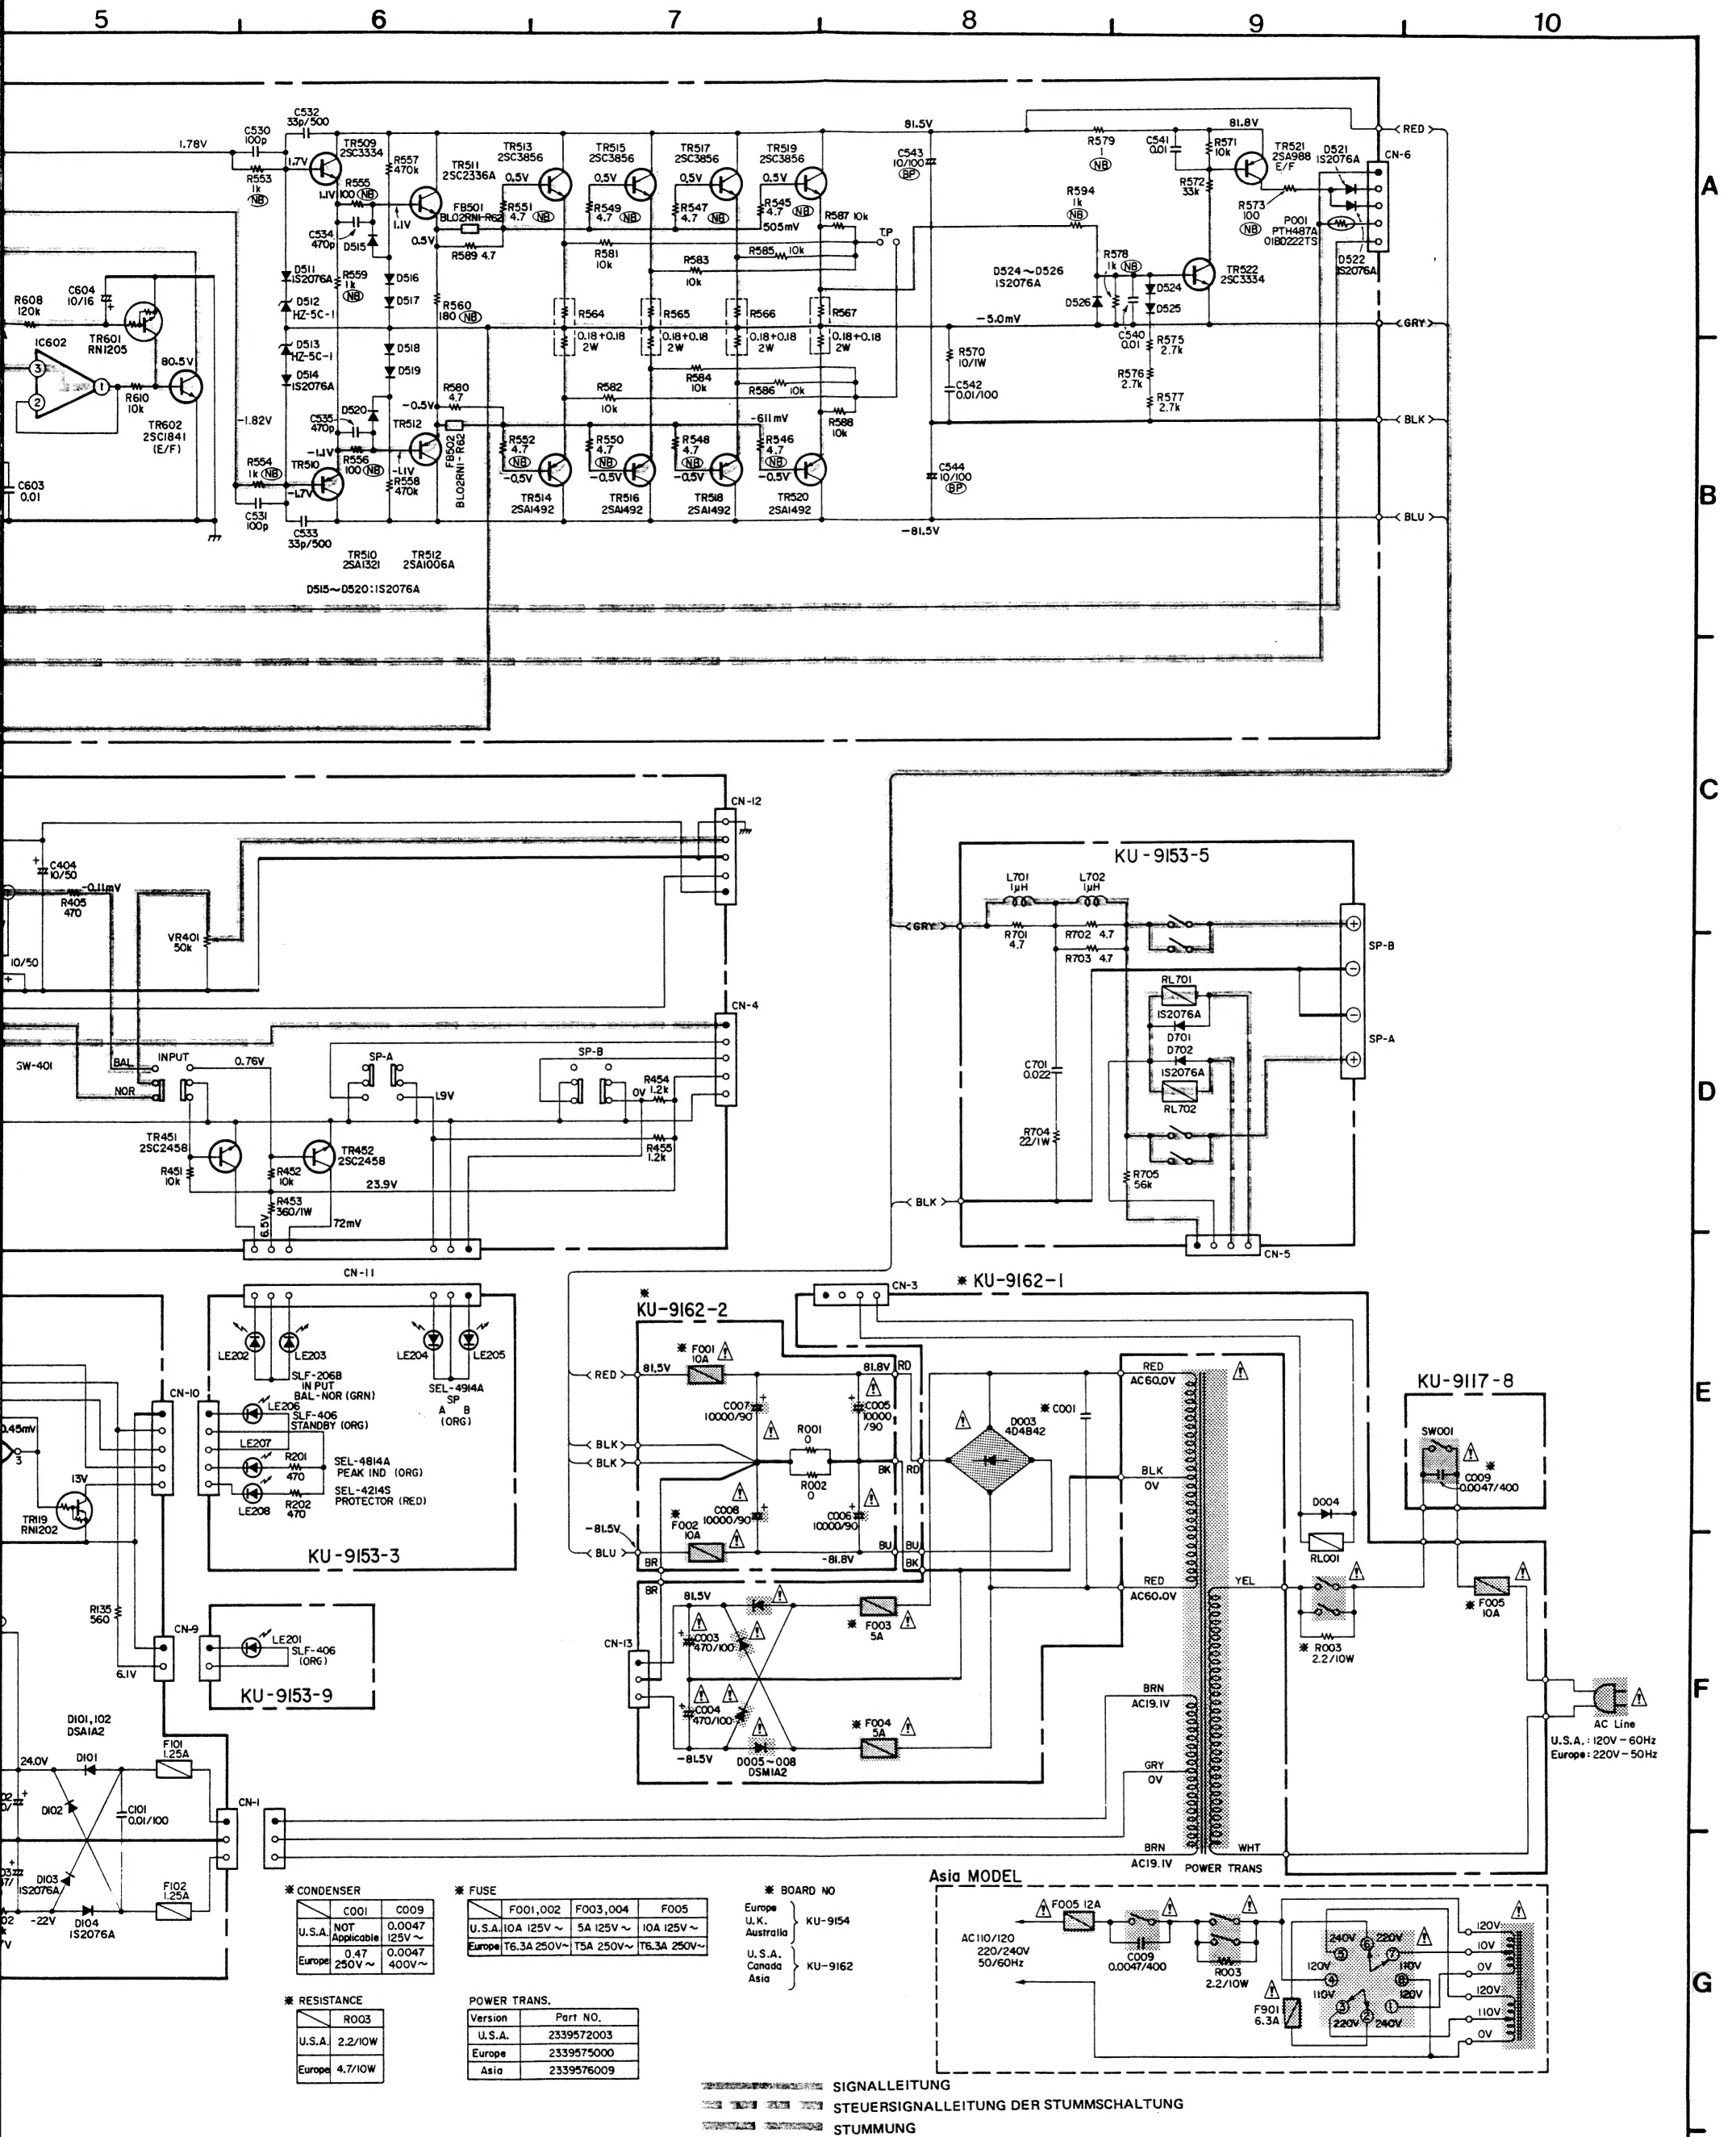 5 6 7 8 9 10
A
B
C
D
E
F
G
1.78V
C530
100p
C532
33p/500
R553
1k
NB
1.7V
TR509
2SC3334
R557
470k
R555
1.1V 100 NB
C534
470p
D515
1.1V
TR511
2SC2336A
FB501
BL02RN1-R62
0.5V
R589 4.7
TR513
2SC3856
0.5V
R551
4.7 NB
TR515
2SC3856
0.5V
R549
4.7 NB
TR517
2SC3856
0.5V
R547
4.7 NB
TR519
2SC3856
0.5V
R545
4.7 NB
505mV
R587 10k
T.P
R581
10k
R583
10k
R585 10k
81.5V
C543
10/100
BP
R579
1
NB
C541
0.01
81.8V
R571
10k
R572
33k
TR521
2SA988
E/F
D521
1S2076A
CN-6
RED
R594
1k
NB
R573
100
NB
P001
PTH487A
01BD222TS
D522
1S2076A
R578
1k NB
D524～D526
1S2076A
D526
D524
D525
TR522
2SC3334
C540
0.01
R575
2.7k
R576
2.7k
R577
2.7k
-5.0mV
GRY
BLK
BLU
R608
120k
C604
10/16
TR601
RN1205
IC602
3
2
1
80.5V
R610
10k
TR602
2SC1841
(E/F)
C603
0.01
D511
1S2076A
D512
HZ-5C-1
D513
HZ-5C-1
D514
1S2076A
R559
1k
NB
D516
D517
D518
D519
R560
180 NB
R564
0.18+0.18
2W
R565
0.18+0.18
2W
R566
0.18+0.18
2W
R567
0.18+0.18
2W
R570
10/1W
C542
0.01/100
-1.82V
D520
C535
470p
R580
4.7
-0.5V
TR512
FB502
BL02RN1-R62
R582
10k
R584
10k
R586 10k
R588
10k
-611mV
R554
1k NB
TR510
-1.7V
-1.1V
R556
100 NB
-1.1V
R558
470k
R552
4.7
NB
-0.5V
R550
4.7
NB
-0.5V
R548
4.7
NB
-0.5V
R546
4.7
NB
-0.5V
TR514
2SA1492
TR516
2SA1492
TR518
2SA1492
TR520
2SA1492
C544
10/100
BP
-81.5V
C531
100p
C533
33p/500
TR510
2SA1321
TR512
2SA1006A
D515～D520:1S2076A
CN-12
C404
10/50
-0.11mV
R405
470
VR401
50k
10/50
CN-4
SW-401
BAL
INPUT
0.76V
NOR
SP-A
1.9V
SP-B
0V
R454
1.2k
R455
1.2k
TR451
2SC2458
TR452
2SC2458
R451
10k
R452
10k
R453
360/1W
23.9V
6.5V
72mV
CN-11
KU-9153-5
L701
1μH
L702
1μH
GRY
R701
4.7
R702 4.7
R703 4.7
RL701
1S2076A
D701
D702
1S2076A
RL702
SP-B
SP-A
C701
0.022
R704
22/1W
R705
56k
BLK
CN-5
LE202
LE203
SLF-206B
INPUT
BAL-NOR (GRN)
LE204
LE205
SEL-4914A
SP
A B
(ORG)
CN-10
LE206
SLF-406
STANDBY (ORG)
LE207
R201
470
SEL-4814A
PEAK IND (ORG)
LE208
R202
470
SEL-4214S
PROTECTOR (RED)
KU-9153-3
0.45mV
3
13V
TR119
RN1202
R135
560
6.1V
CN-9
LE201
SLF-406
(ORG)
KU-9153-9
※
KU-9162-2
CN-3
※ KU-9162-1
RED
81.5V
※ F001
10A
81.8V
RD
C007
10000/90
C005
10000
/90
BLK
BLK
R001
0
R002
0
BK
RD
C008
10000/90
C006
10000/90
-81.5V
※
F002
10A
BLU
-81.8V
BU
BU
BK
BR
BR
D003
4D4B42
※ C001
RED
AC60.0V
BLK
0V
RED
AC60.0V
YEL
KU-9117-8
SW001
※
C009
0.0047/400
D004
RL001
※ F005
10A
※ R003
2.2/10W
81.5V
CN-13
C003
470/100
C004
470/100
-81.5V
D005～008
DSM1A2
※ F003
5A
※ F004
5A
BRN
AC19.1V
GRY
0V
BRN
AC19.1V
POWER TRANS
WHT
AC Line
U.S.A. : 120V-60Hz
Europe : 220V-50Hz
D101,102
DSA1A2
24.0V
D101
F101
1.25A
D102
C101
0.01/100
CN-1
D103
1S2076A
-22V
D104
1S2076A
F102
1.25A
※ CONDENSER
C001 C009
U.S.A. NOT Applicable 0.0047 125V～
Europe 0.47 250V～ 0.0047 400V～
※ FUSE
F001,002 F003,004 F005
U.S.A. 10A 125V～ 5A 125V～ 10A 125V～
Europe T6.3A 250V～ T5A 250V～ T6.3A 250V～
※ BOARD NO
Europe
U.K.
Australia
KU-9154
U.S.A.
Canada
Asia
KU-9162
※ RESISTANCE
R003
U.S.A. 2.2/10W
Europe 4.7/10W
POWER TRANS.
Version Part NO.
U.S.A. 2339572003
Europe 2339575000
Asia 2339576009
Asia MODEL
F005 12A
AC110/120
220/240V
50/60Hz
C009
0.0047/400
R003
2.2/10W
F901
6.3A
240V 6 220V
5 7
120V 4 110V 8
110V 120V
3 2 1
220V 240V
120V
10V
0V
120V
110V
0V
SIGNALLEITUNG
STEUERSIGNALLEITUNG DER STUMMSCHALTUNG
STUMMUNG